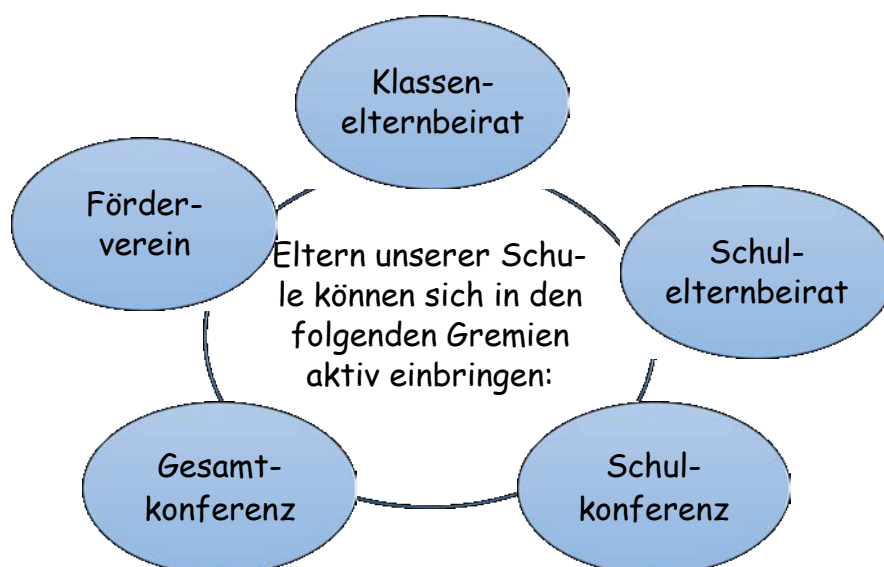 Klassen-
elternbeirat
Förder-
verein
Eltern unserer Schu-
le können sich in den
folgenden Gremien
aktiv einbringen:
Schul-
elternbeirat
Gesamt-
konferenz
Schul-
konferenz